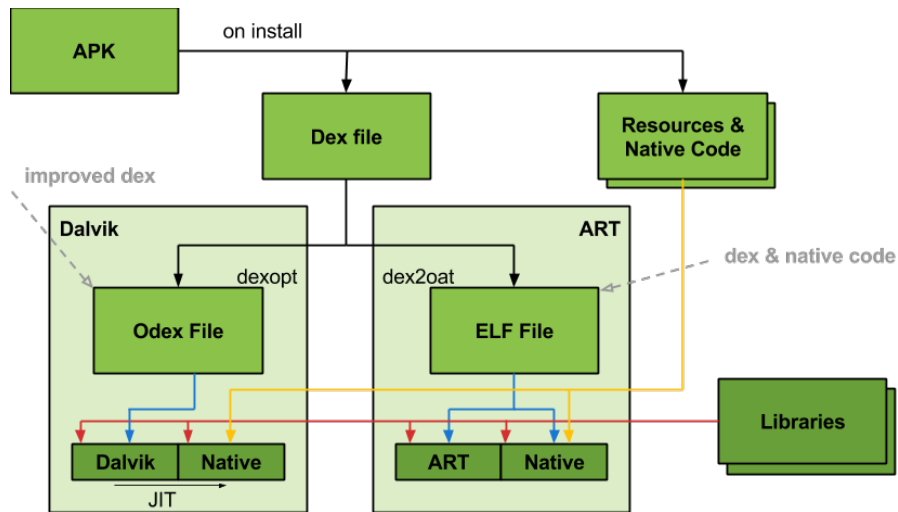 on install
APK
Dex file
Resources &
Native Code
improved dex
Dalvik
ART
dex & native code
dexopt
dex2oat
Odex File
ELF File
Libraries
Dalvik
Native
ART
Native
JIT